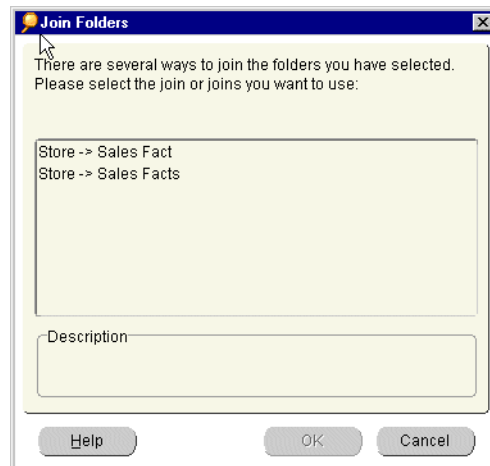 Join Folders
There are several ways to join the folders you have selected.
Please select the join or joins you want to use:
Store -> Sales Fact
Store -> Sales Facts
Description
Help
OK
Cancel